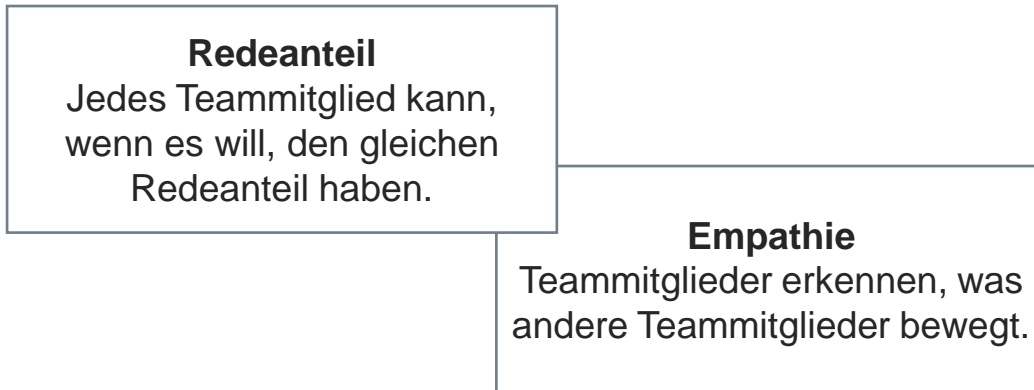 Redeanteil
Jedes Teammitglied kann,
wenn es will, den gleichen
Redeanteil haben.
Empathie
Teammitglieder erkennen, was
andere Teammitglieder bewegt.